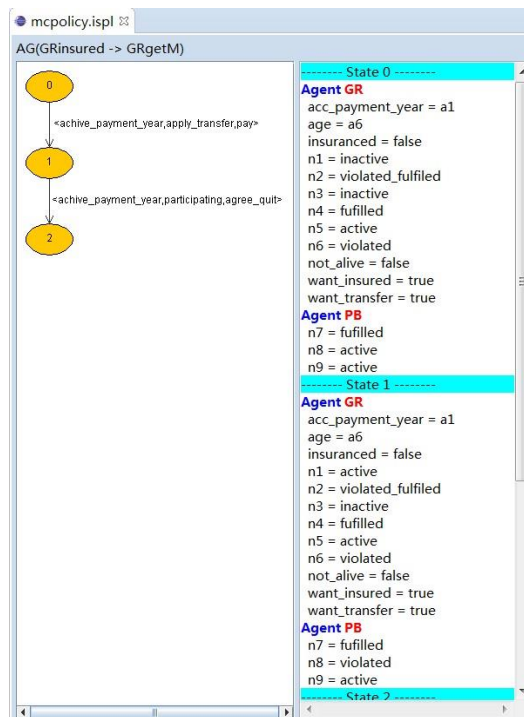 mcpolicy.ispl
AG(GRinsured -> GRgetM)
0
<achive_payment_year,apply_transfer,pay>
1
<achive_payment_year,participating,agree_quit>
2
-------- State 0 --------
Agent GR
acc_payment_year = a1
age = a6
insuranced = false
n1 = inactive
n2 = violated_fulfiled
n3 = inactive
n4 = fufilled
n5 = active
n6 = violated
not_alive = false
want_insured = true
want_transfer = true
Agent PB
n7 = fufilled
n8 = active
n9 = active
-------- State 1 --------
Agent GR
acc_payment_year = a1
age = a6
insuranced = false
n1 = active
n2 = violated_fulfiled
n3 = inactive
n4 = fufilled
n5 = active
n6 = violated
not_alive = false
want_insured = true
want_transfer = true
Agent PB
n7 = fufilled
n8 = violated
n9 = active
-------- State 2 --------